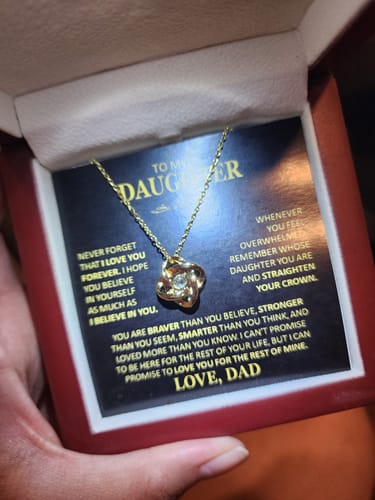 TO MY
DAUGHTER
NEVER FORGET
THAT I LOVE YOU
FOREVER. I HOPE
YOU BELIEVE
IN YOURSELF
AS MUCH AS
I BELIEVE IN YOU.
WHENEVER
YOU FEEL
OVERWHELMED,
REMEMBER WHOSE
DAUGHTER YOU ARE
AND STRAIGHTEN
YOUR CROWN.
YOU ARE BRAVER THAN YOU BELIEVE, STRONGER
THAN YOU SEEM, SMARTER THAN YOU THINK, AND
LOVED MORE THAN YOU KNOW. I CAN'T PROMISE
TO BE HERE FOR THE REST OF YOUR LIFE, BUT I CAN
PROMISE TO LOVE YOU FOR THE REST OF MINE.
LOVE, DAD